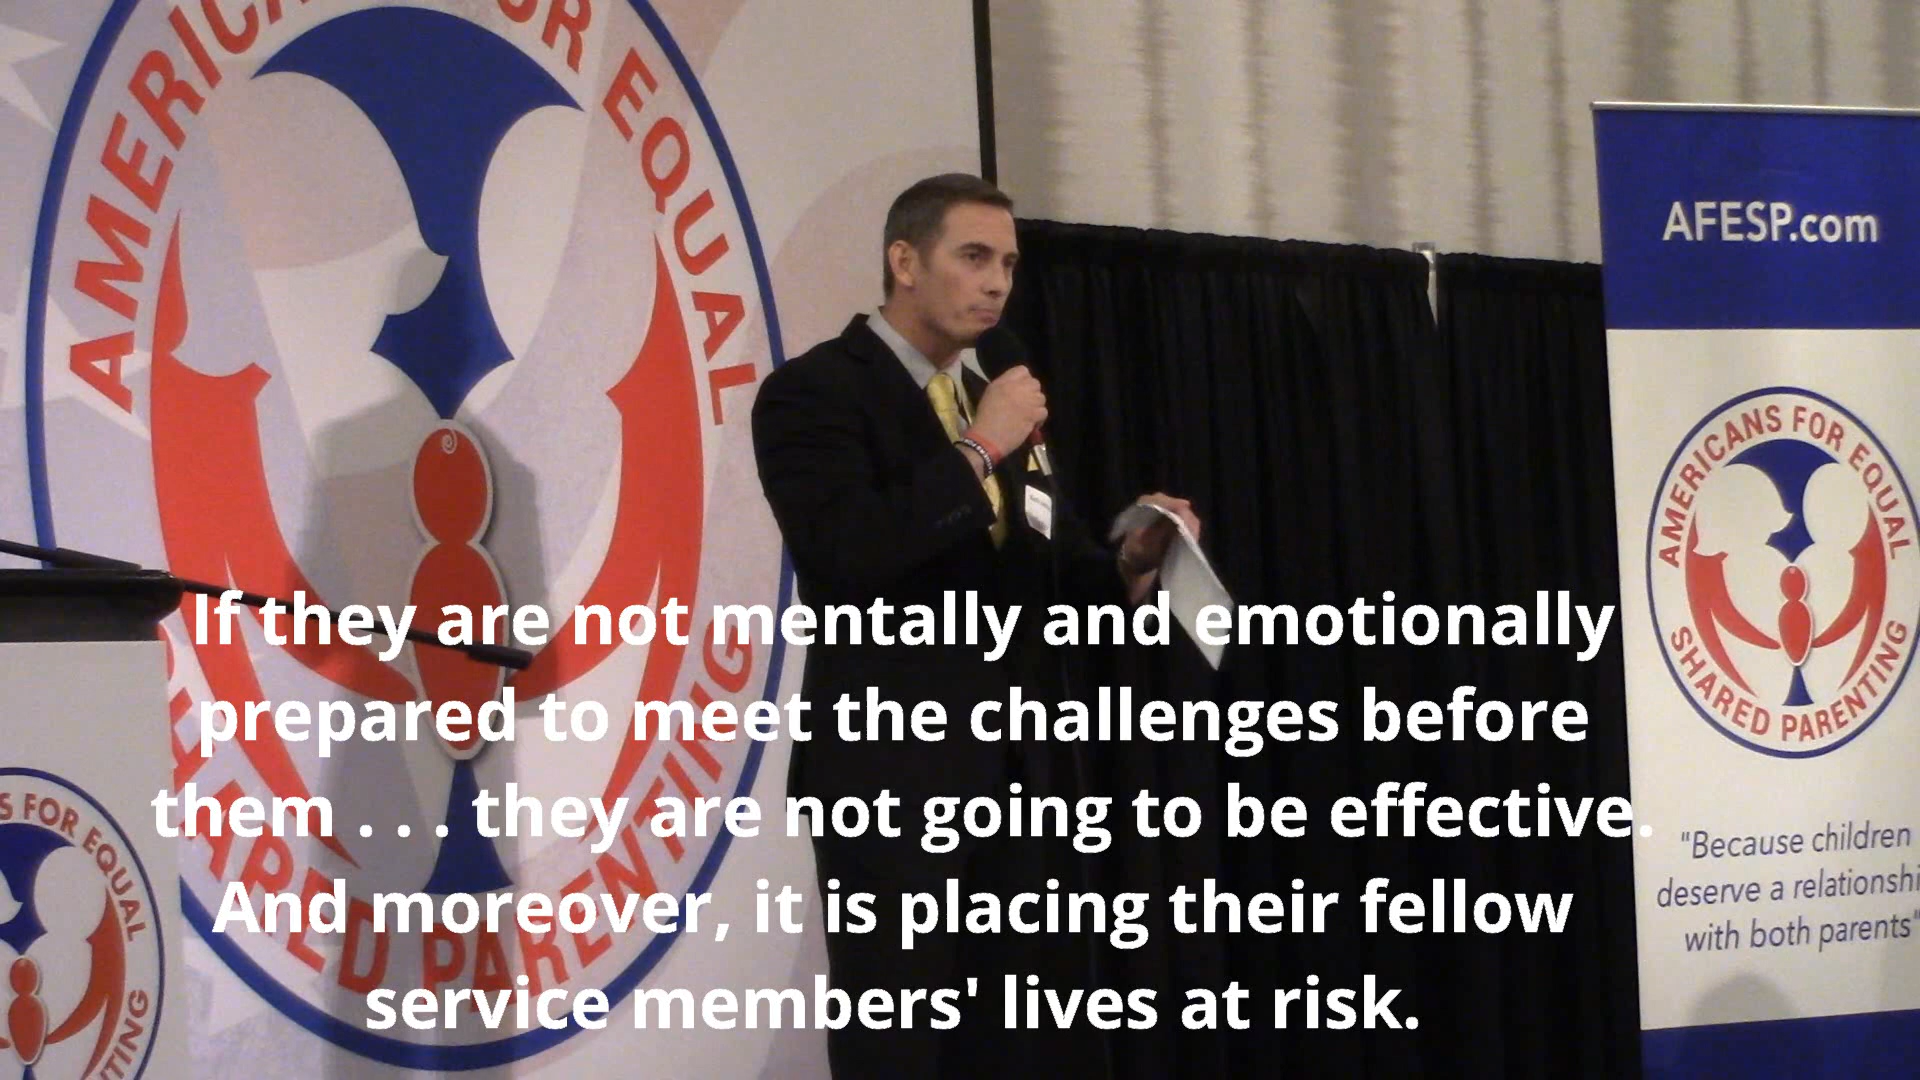 AMERICANS FOR EQUAL
SHARED PARENTING
AFESP.com
AMERICANS FOR EQUAL
SHARED PARENTING
"Because children
deserve a
with both parents"
FOR EQUAL
If they are not mentally and emotionally
prepared to meet the challenges before
them . . . they are not going to be effective.
And moreover, it is placing their fellow
service members' lives at risk.